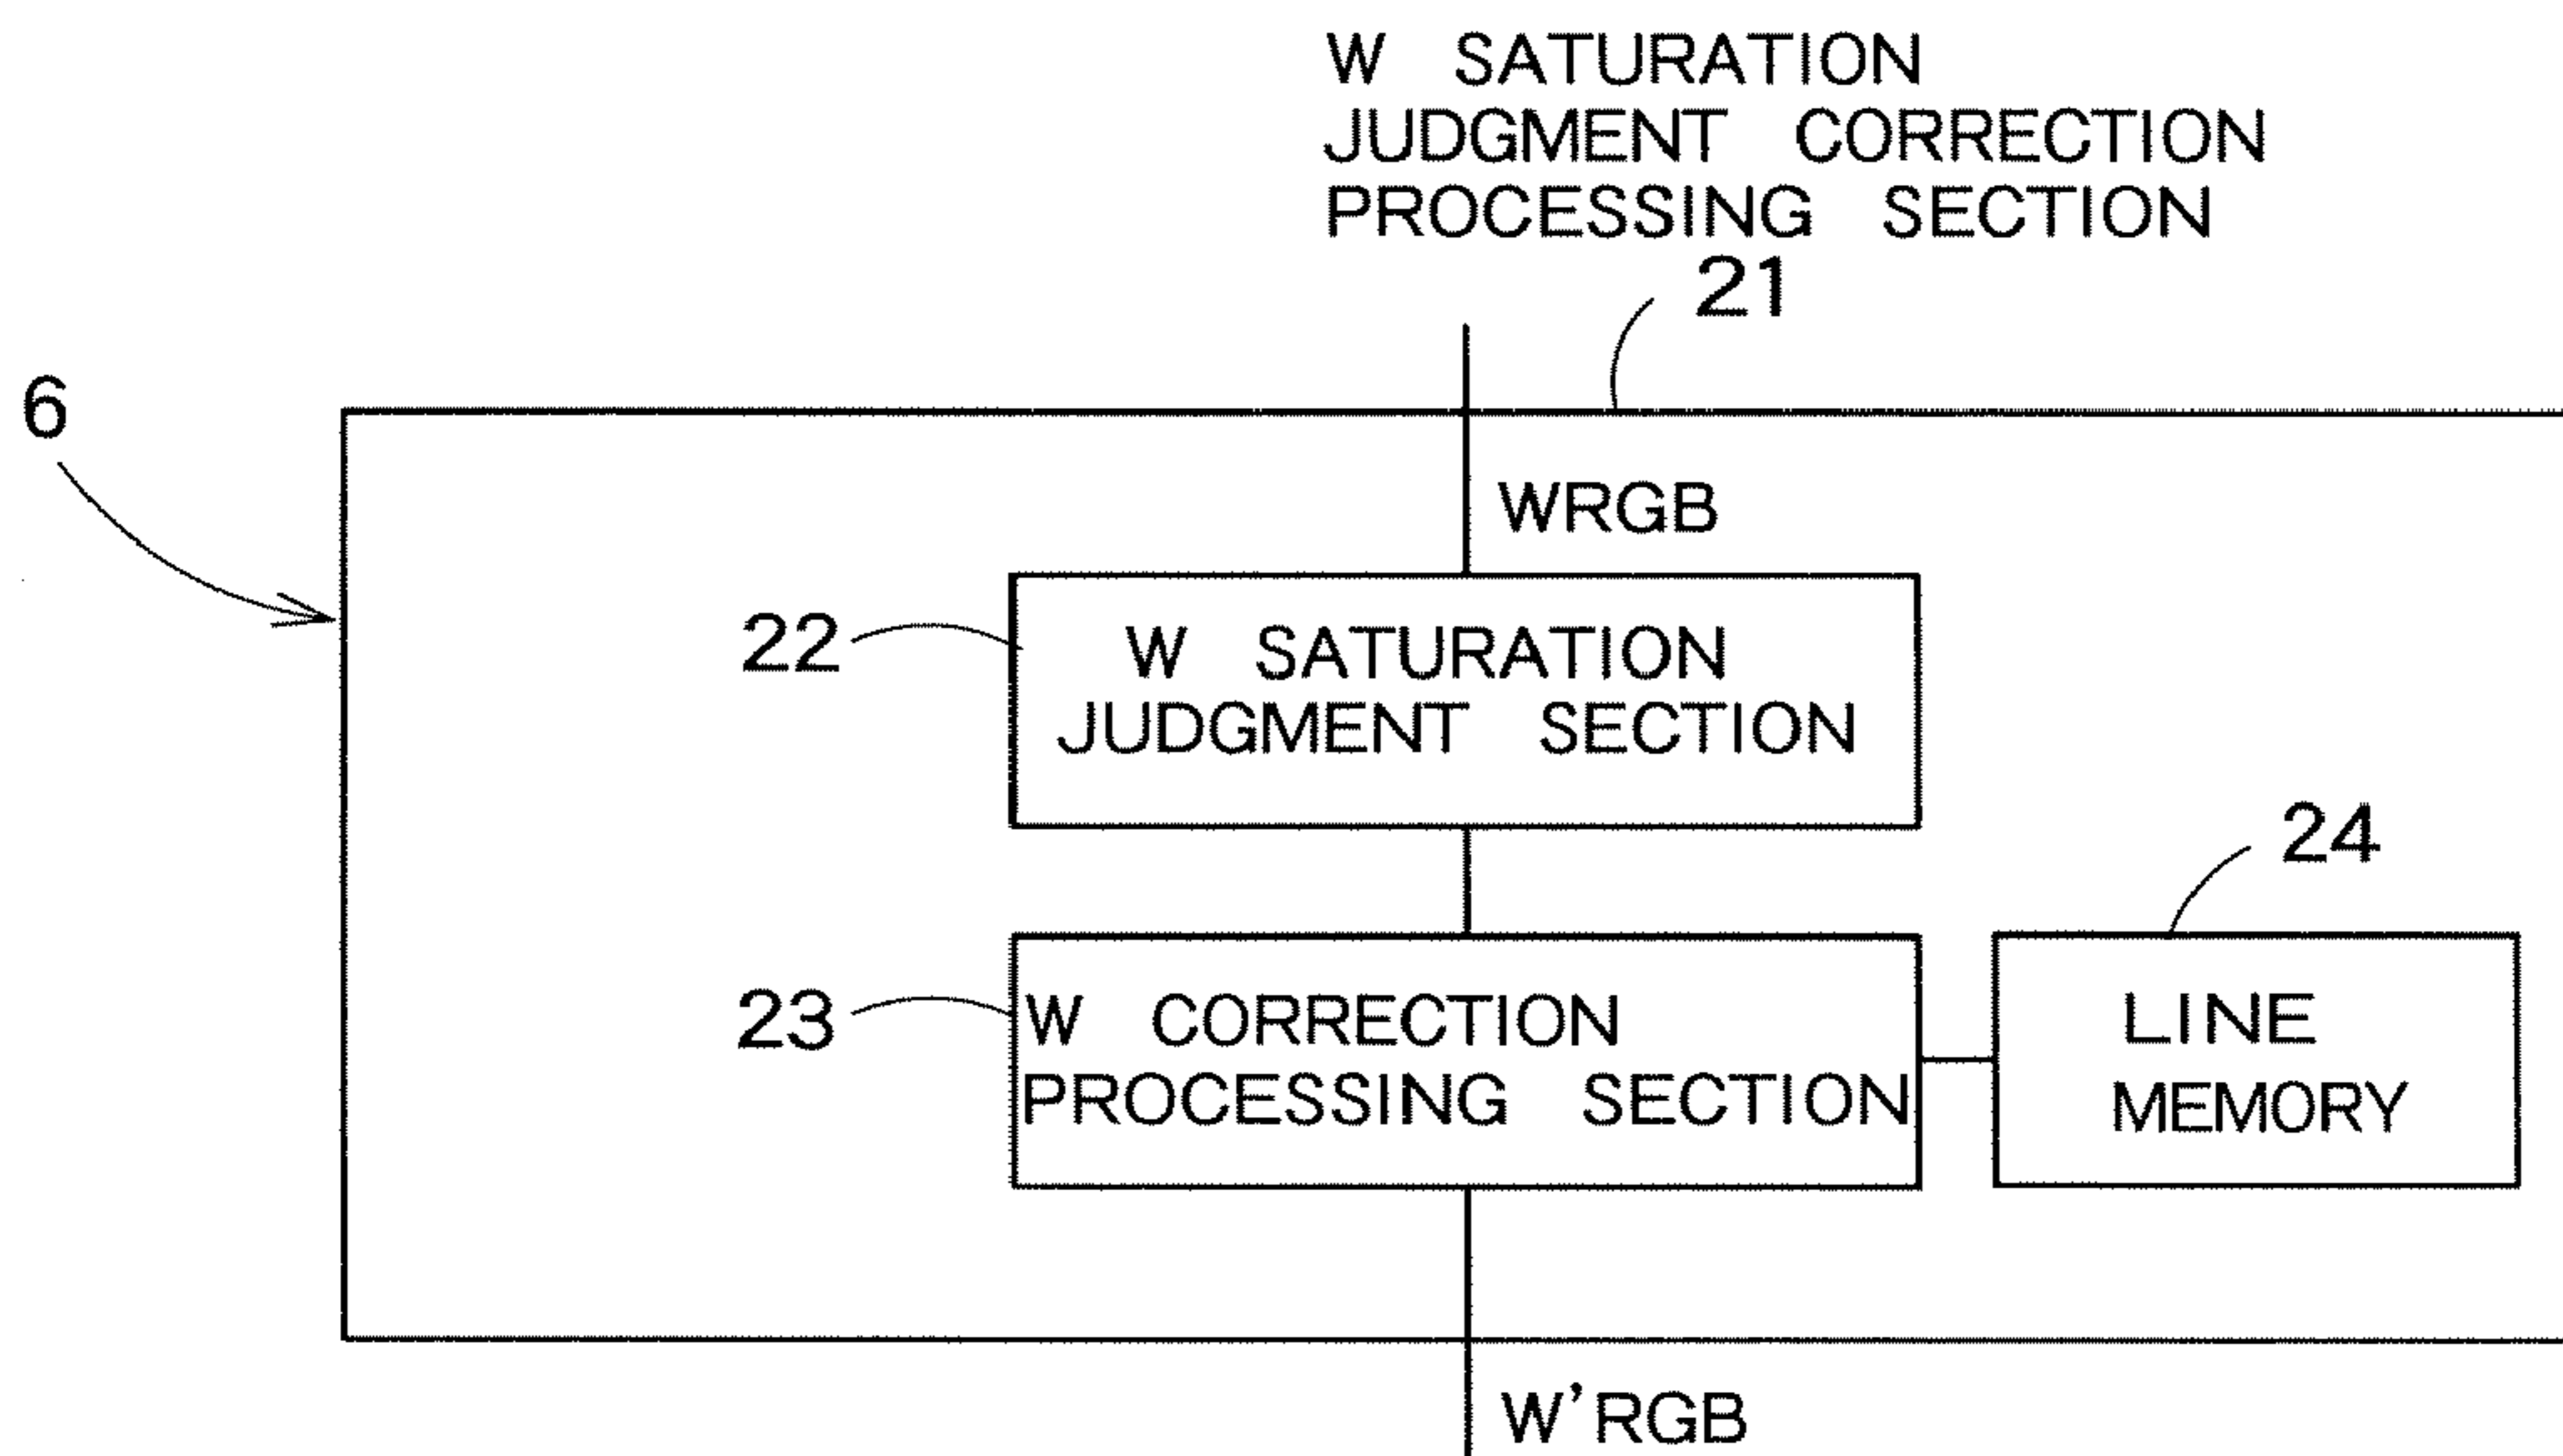 W SATURATION
JUDGMENT CORRECTION
PROCESSING SECTION
21
6
WRGB
22
W SATURATION
JUDGMENT SECTION
24
23
W CORRECTION
PROCESSING SECTION
LINE
MEMORY
W'RGB